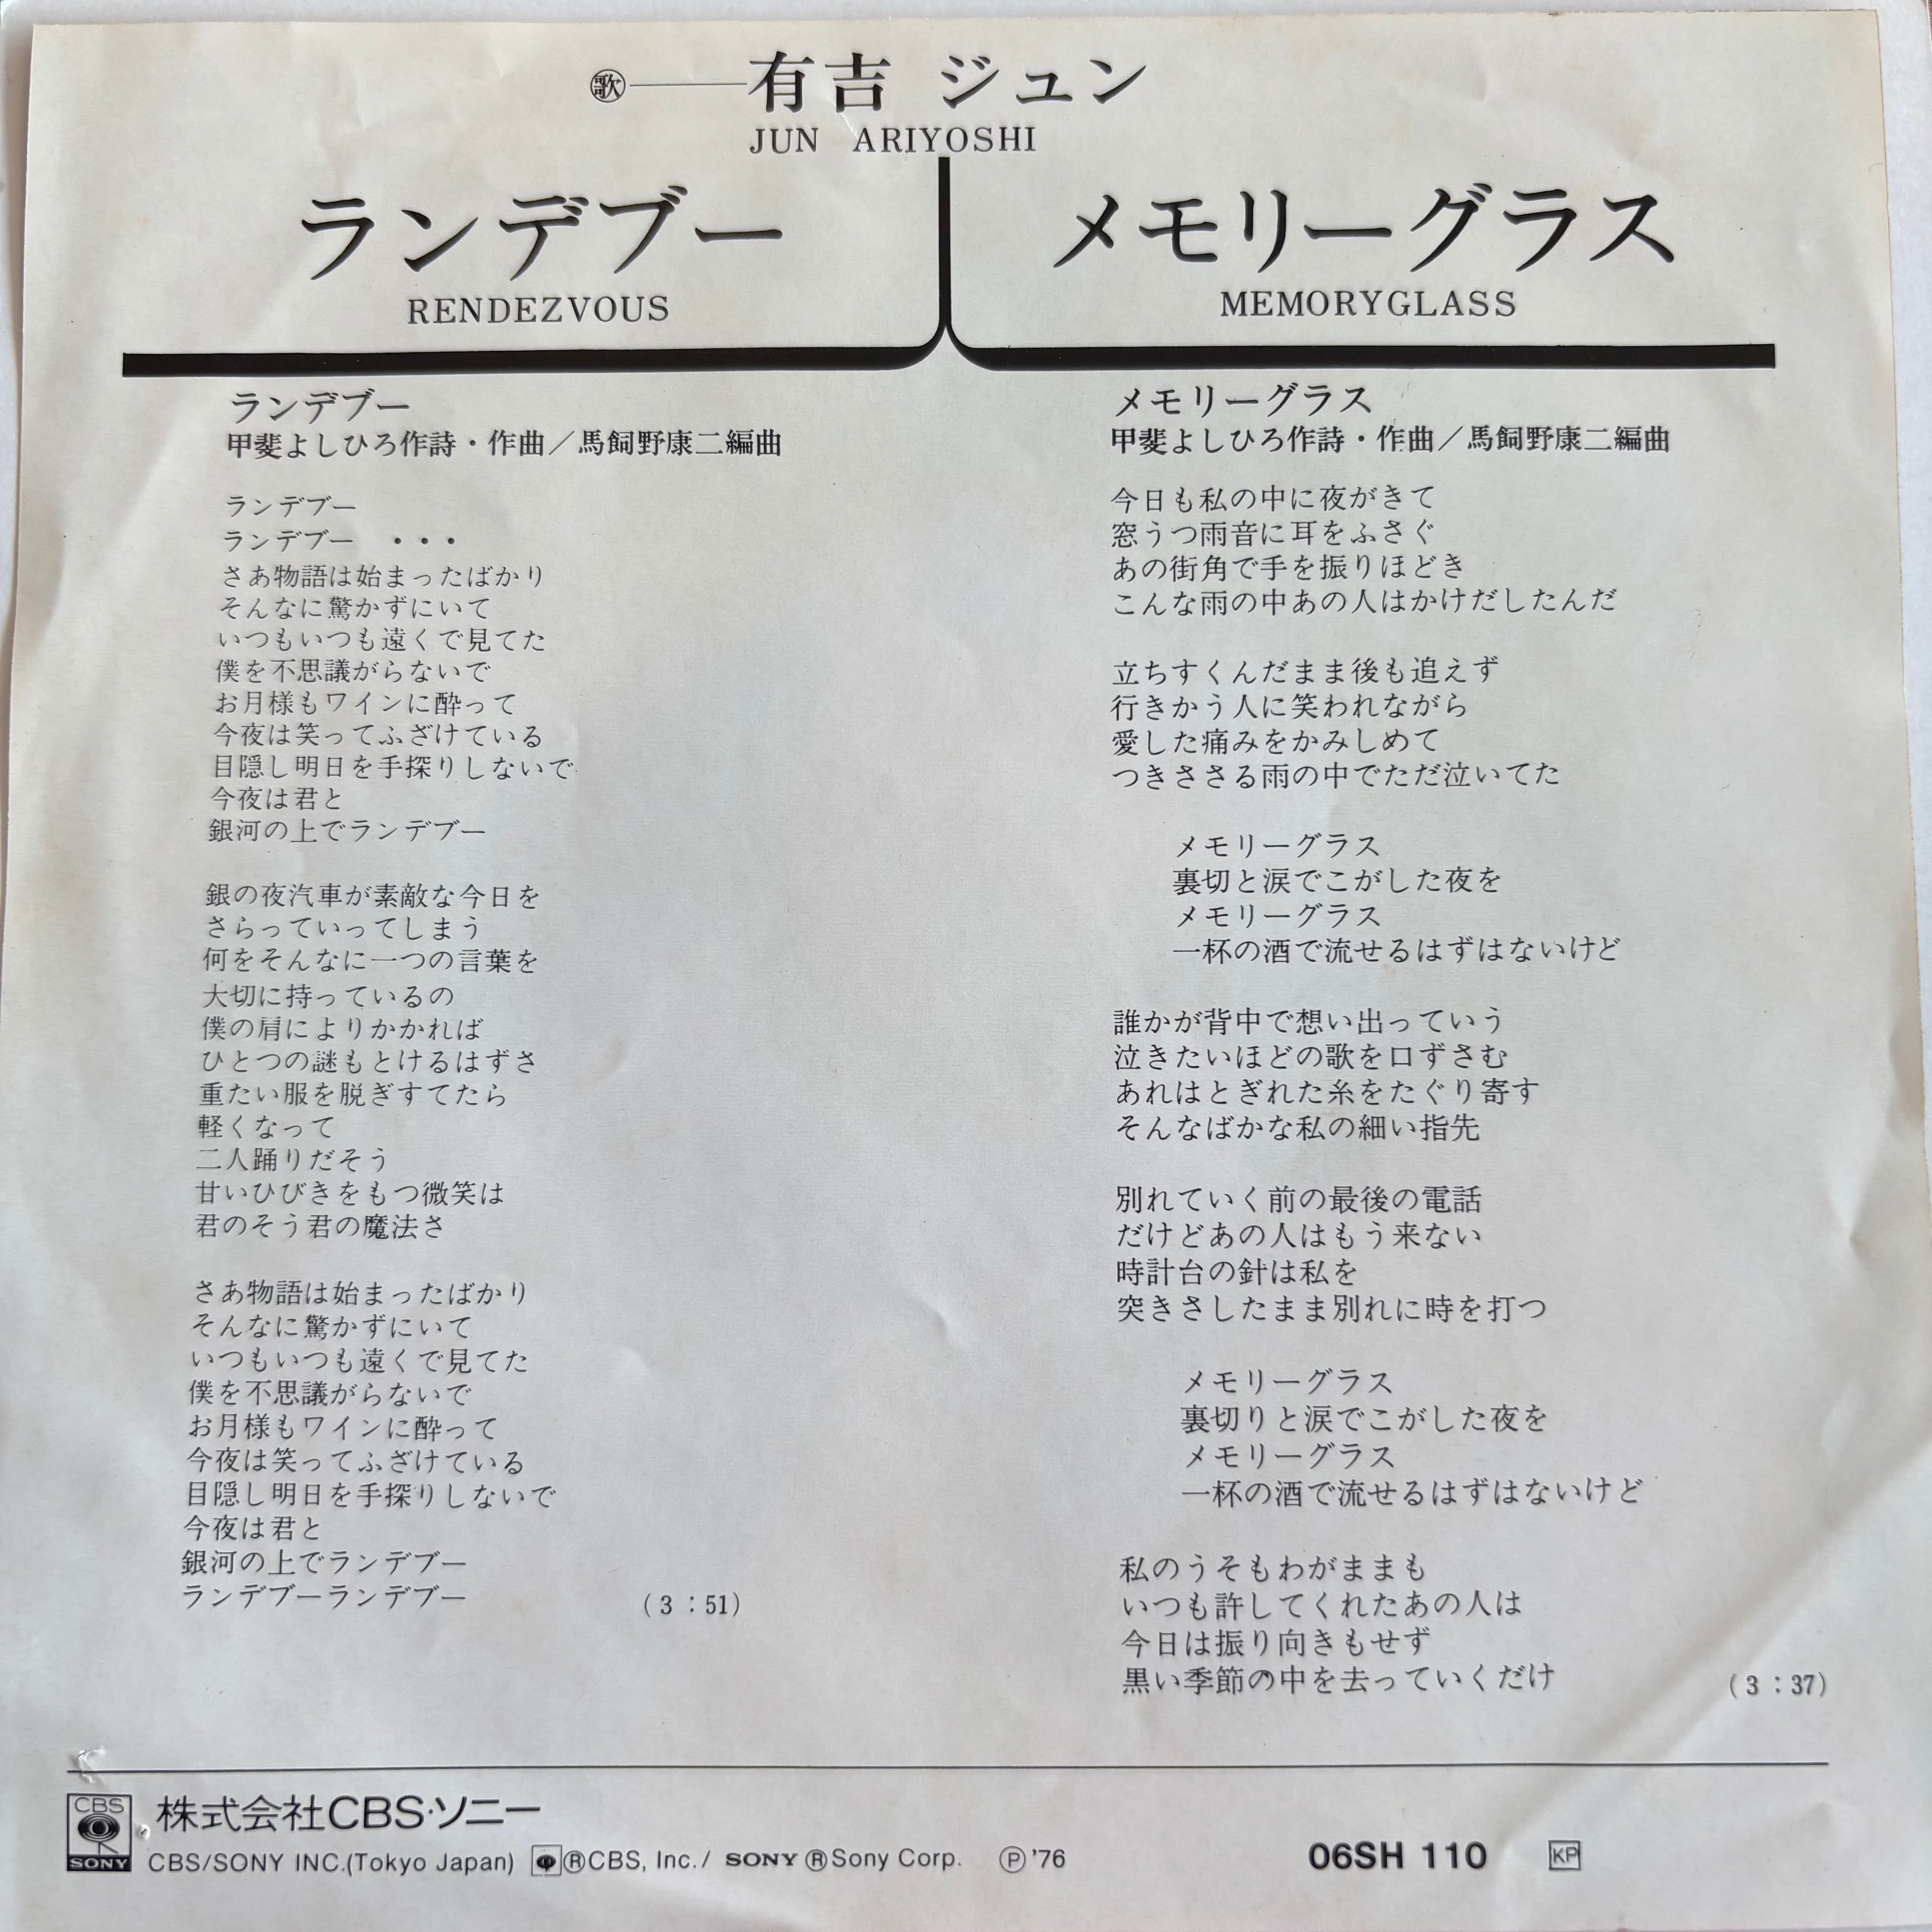 歌 有吉 ジュン
JUN ARIYOSHI
ランデブー
RENDEZVOUS
メモリーグラス
MEMORYGLASS
ランデブー
甲斐よしひろ作詩・作曲／馬飼野康二編曲
ランデブー
ランデブー ・・・
さあ物語は始まったばかり
そんなに驚かずにいて
いつもいつも遠くで見てた
僕を不思議がらないで
お月様もワインに酔って
今夜は笑ってふざけている
目隠し明日を手探りしないで
今夜は君と
銀河の上でランデブー
銀の夜汽車が素敵な今日を
さらっていってしまう
何をそんなに一つの言葉を
大切に持っているの
僕の肩によりかかれば
ひとつの謎もとけるはずさ
重たい服を脱ぎすてたら
軽くなって
二人踊りだそう
甘いひびきをもつ微笑は
君のそう君の魔法さ
さあ物語は始まったばかり
そんなに驚かずにいて
いつもいつも遠くで見てた
僕を不思議がらないで
お月様もワインに酔って
今夜は笑ってふざけている
目隠し明日を手探りしないで
今夜は君と
銀河の上でランデブー
ランデブーランデブー
(3:51)
メモリーグラス
甲斐よしひろ作詩・作曲／馬飼野康二編曲
今日も私の中に夜がきて
窓うつ雨音に耳をふさぐ
あの街角で手を振りほどき
こんな雨の中あの人はかけだしたんだ
立ちすくんだまま後も追えず
行きかう人に笑われながら
愛した痛みをかみしめて
つきささる雨の中でただ泣いてた
メモリーグラス
裏切と涙でこがした夜を
メモリーグラス
一杯の酒で流せるはずはないけど
誰かが背中で想い出っていう
泣きたいほどの歌を口ずさむ
あれはとぎれた糸をたぐり寄す
そんなばかな私の細い指先
別れていく前の最後の電話
だけどあの人はもう来ない
時計台の針は私を
突きさしたまま別れに時を打つ
メモリーグラス
裏切りと涙でこがした夜を
メモリーグラス
一杯の酒で流せるはずはないけど
私のうそもわがままも
いつも許してくれたあの人は
今日は振り向きもせず
黒い季節の中を去っていくだけ
(3:37)
CBS SONY
株式会社CBS・ソニー
CBS/SONY INC.(Tokyo Japan) ®CBS, Inc./ SONY ®Sony Corp. Ⓟ'76
06SH 110 KP